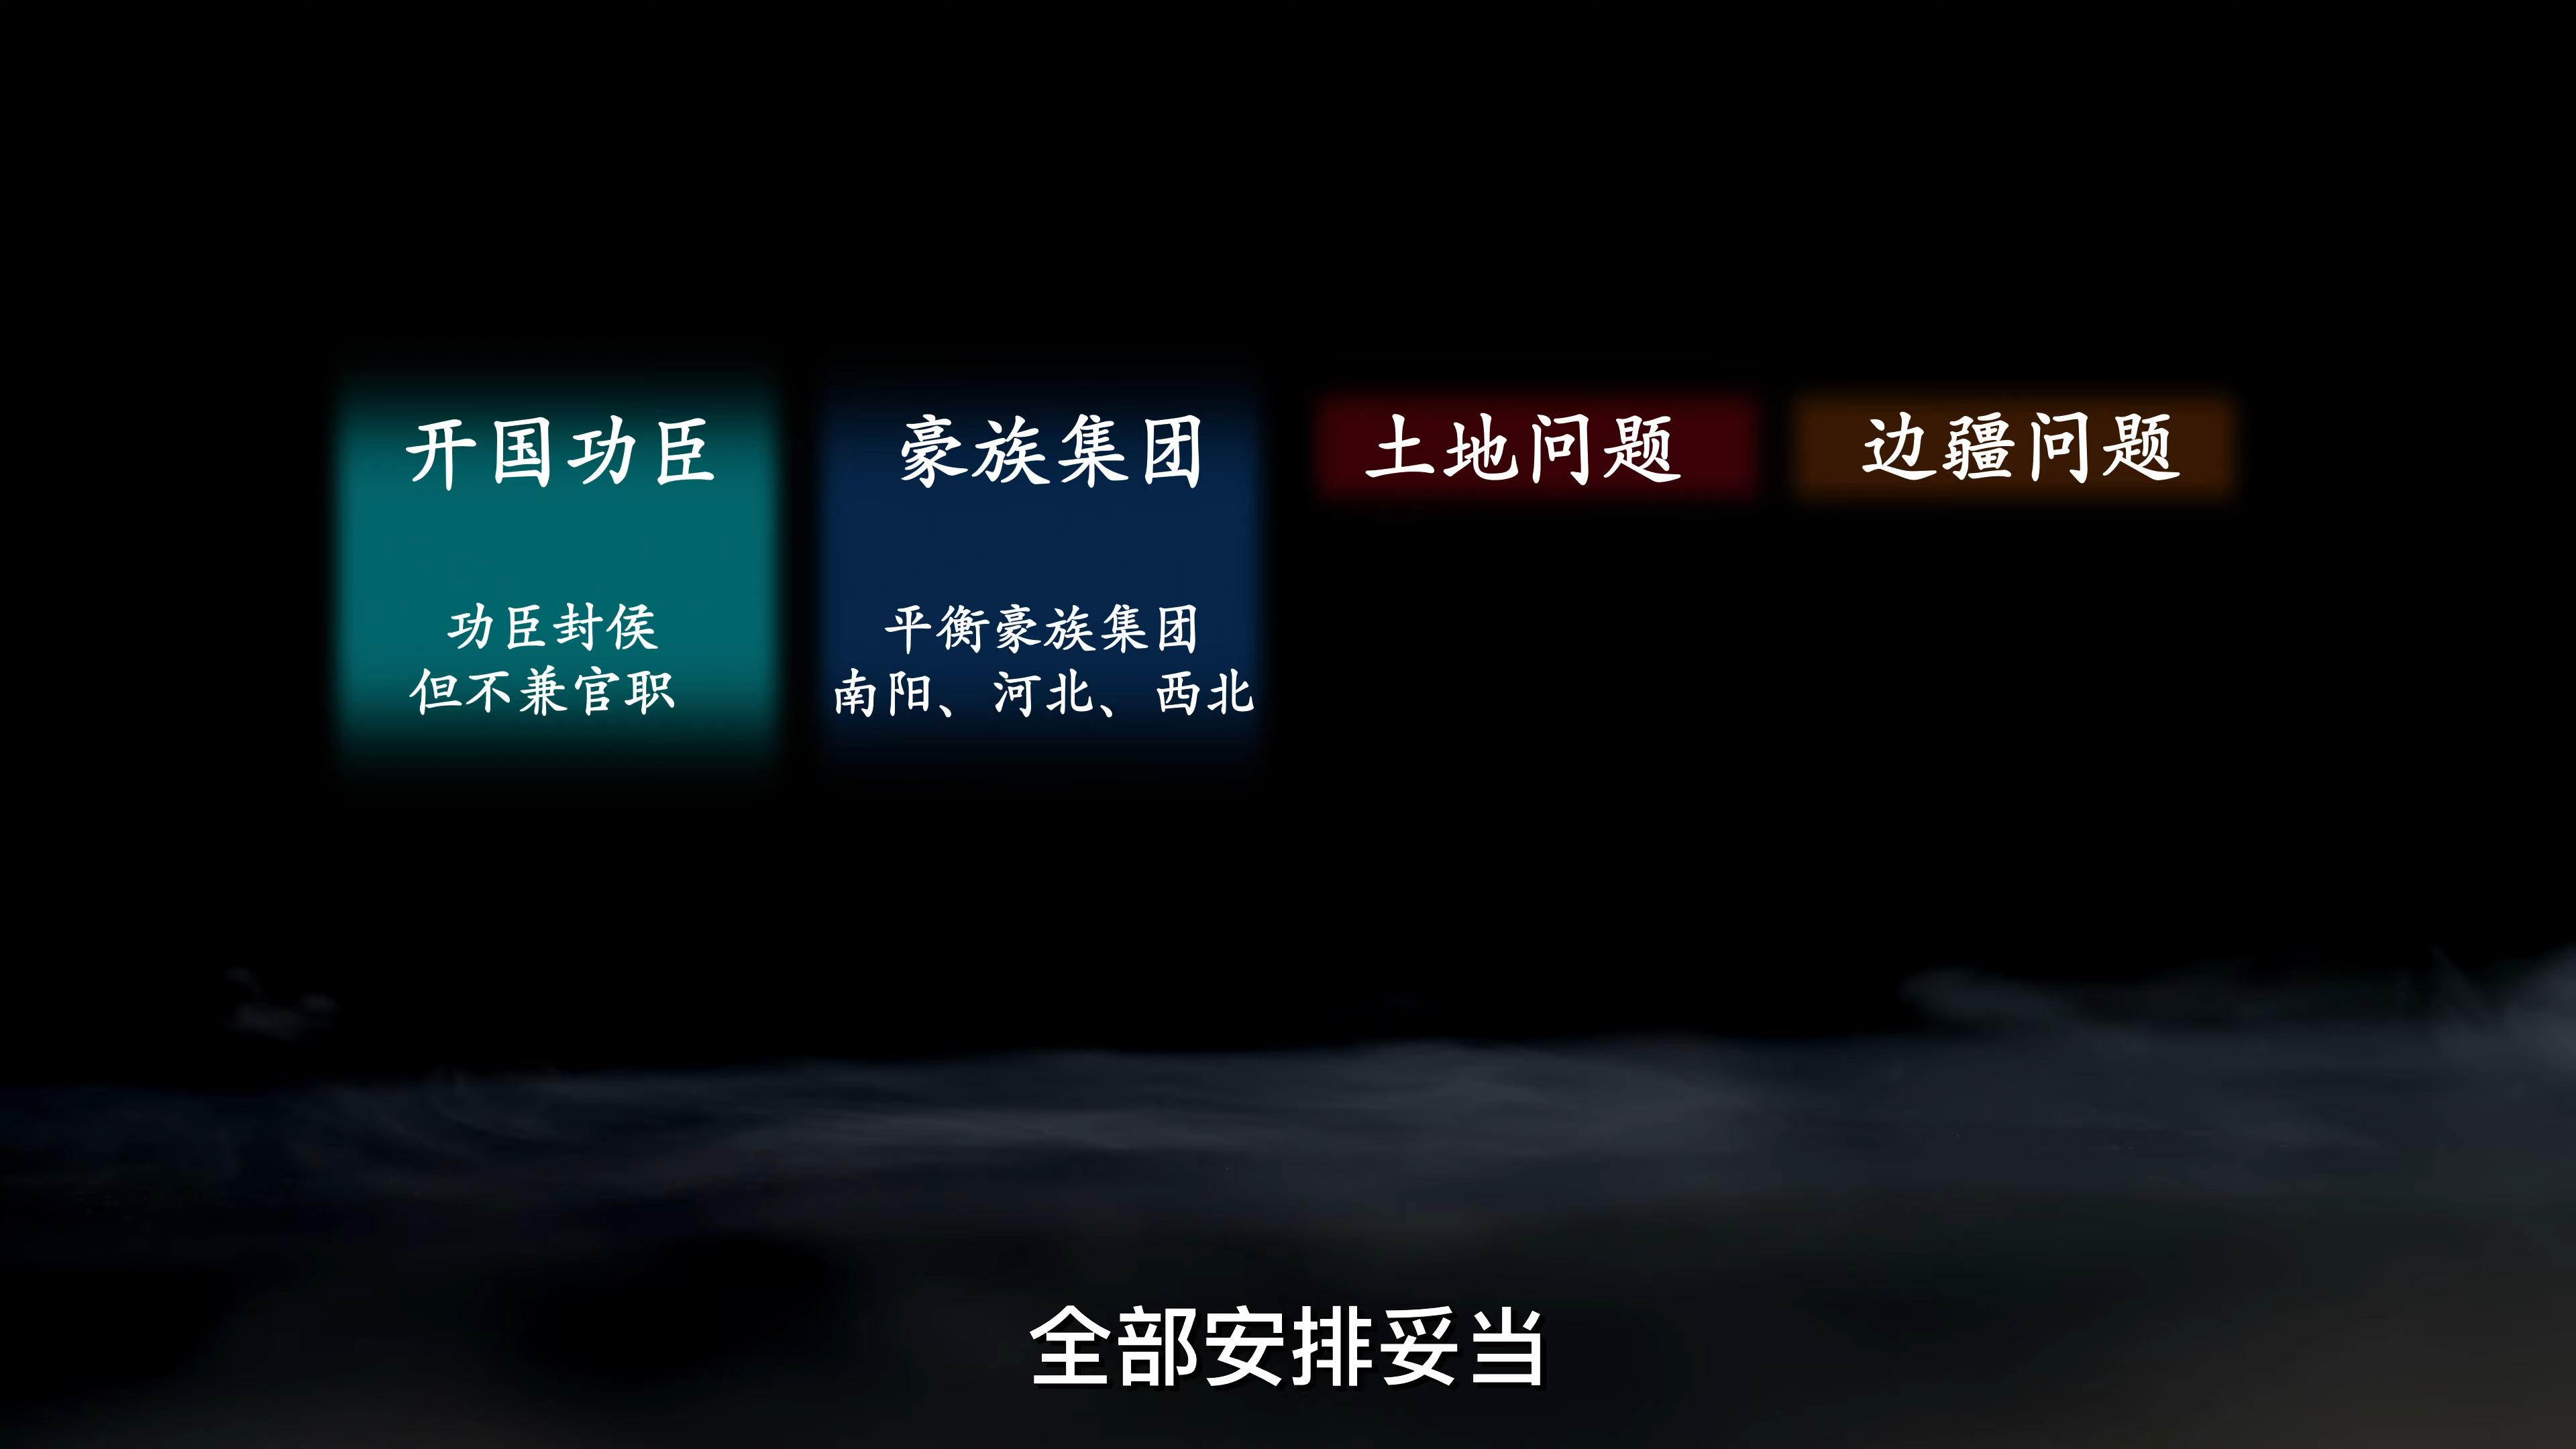 开国功臣
功臣封侯
但不兼官职
豪族集团
平衡豪族集团
南阳、河北、西北
土地问题
边疆问题
全部安排妥当